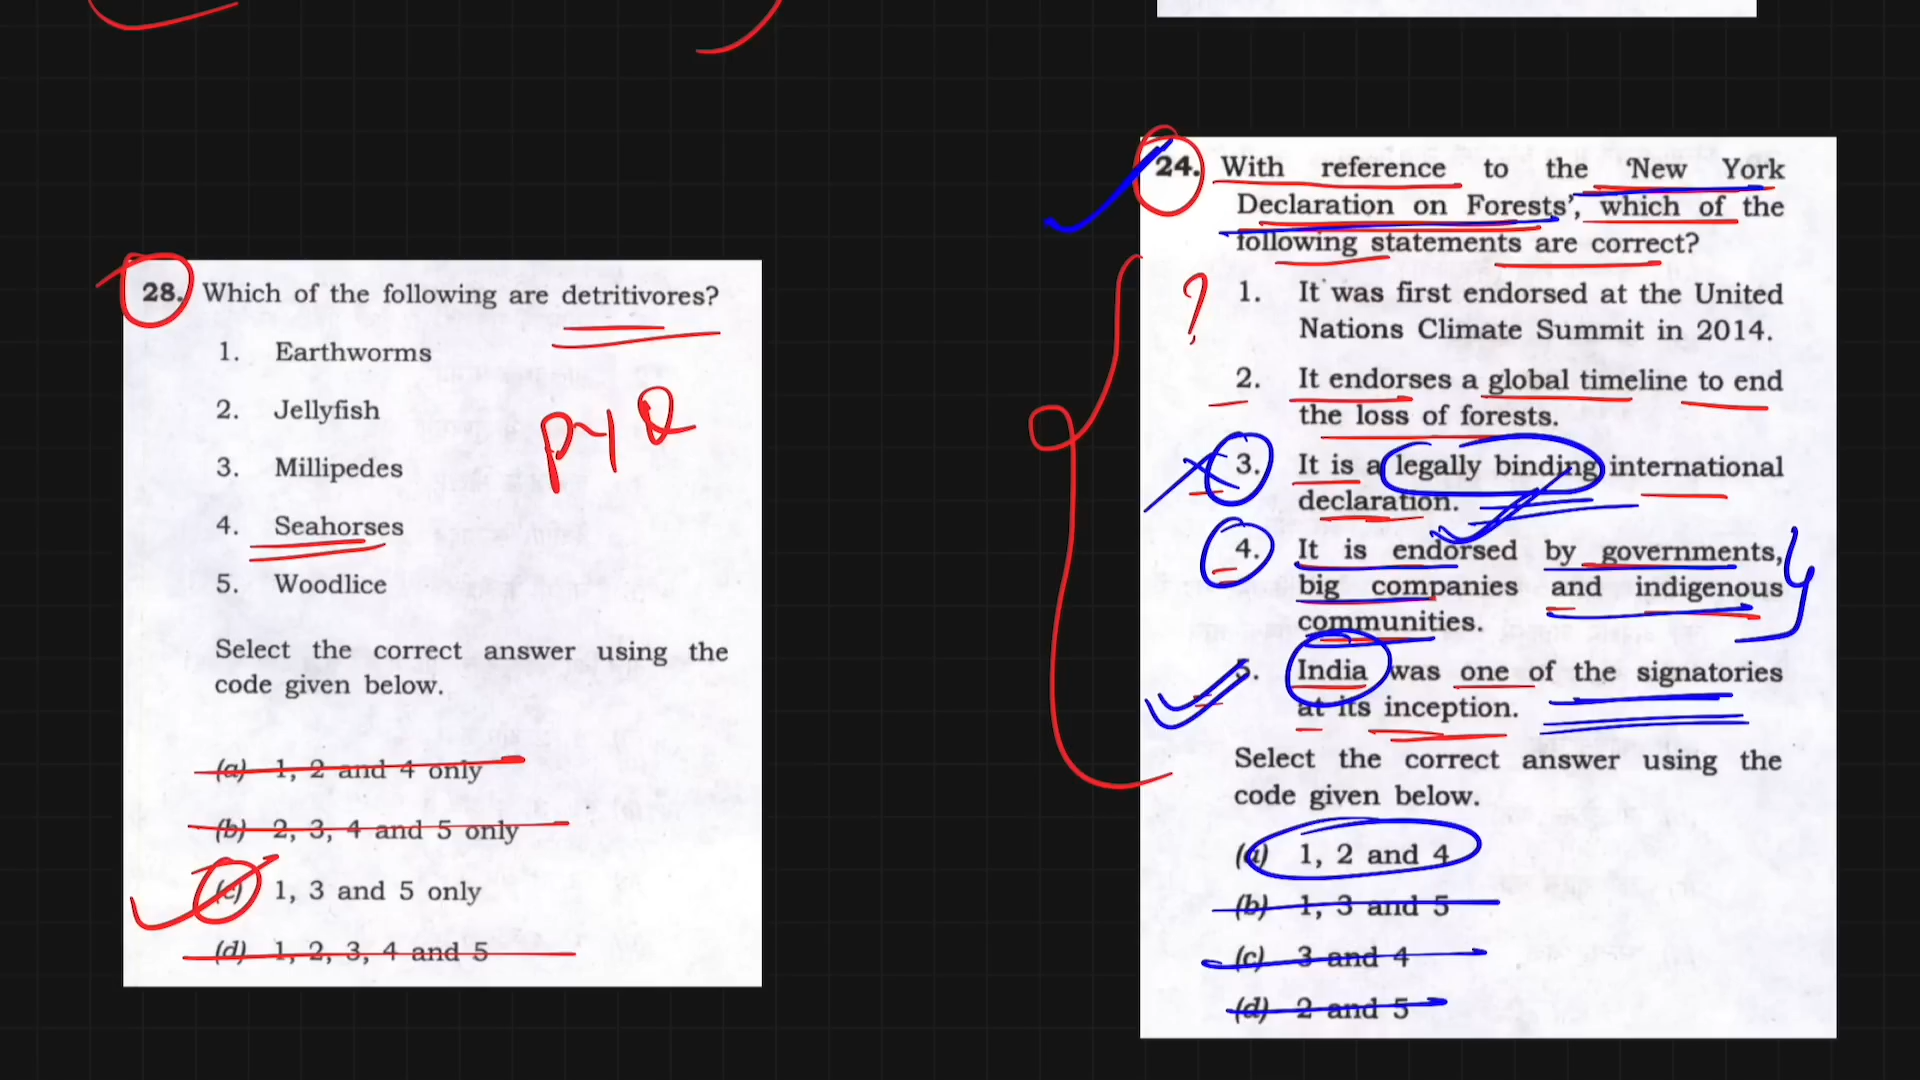 28. Which of the following are detritivores?
1. Earthworms
2. Jellyfish
3. Millipedes
4. Seahorses
5. Woodlice
PYQ
Select the correct answer using the
code given below.
(a) 1, 2 and 4 only
(b) 2, 3, 4 and 5 only
(c) 1, 3 and 5 only
(d) 1, 2, 3, 4 and 5
24. With reference to the 'New York
Declaration on Forests', which of the
following statements are correct?
? 1. It was first endorsed at the United
Nations Climate Summit in 2014.
2. It endorses a global timeline to end
the loss of forests.
3. It is a legally binding international
declaration.
4. It is endorsed by governments,
big companies and indigenous
communities.
5. India was one of the signatories
at its inception.
Select the correct answer using the
code given below.
(a) 1, 2 and 4
(b) 1, 3 and 5
(c) 3 and 4
(d) 2 and 5